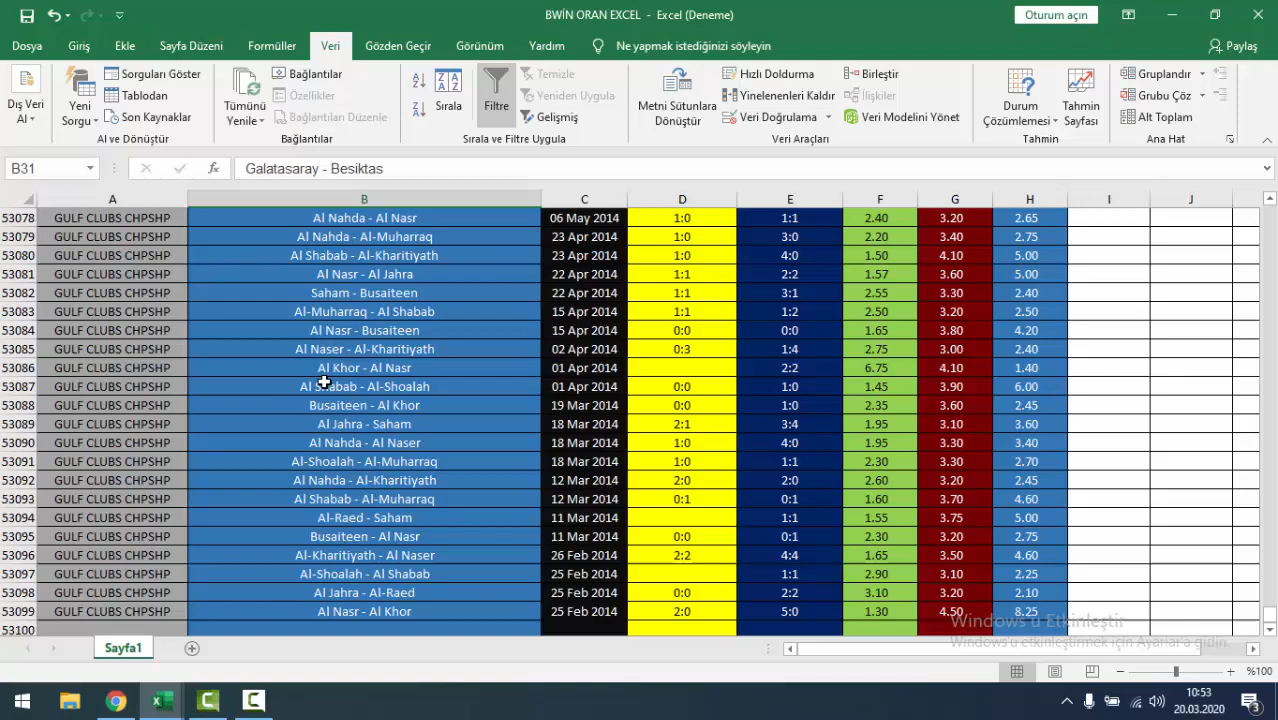 BWİN ORAN EXCEL - Excel (Deneme)
Oturum açın
Dosya Giriş Ekle Sayfa Düzeni Formüller Veri Gözden Geçir Görünüm Yardım Ne yapmak istediğinizi söyleyin Paylaş
Dış Veri Al
Yeni Sorgu
Sorguları Göster
Tablodan
Son Kaynaklar
Al ve Dönüştür
Tümünü Yenile
Bağlantılar
Özellikler
Bağlantıları Düzenle
Bağlantılar
Sırala
Filtre
Temizle
Yeniden Uygula
Gelişmiş
Sırala ve Filtre Uygula
Metni Sütunlara Dönüştür
Hızlı Doldurma
Yinelenenleri Kaldır
Veri Doğrulama
Birleştir
İlişkiler
Veri Modelini Yönet
Veri Araçları
Durum Çözümlemesi
Tahmin Sayfası
Tahmin
Gruplandır
Grubu Çöz
Alt Toplam
Ana Hat
B31 fx Galatasaray - Besiktas
A B C D E F G H I J
53078 GULF CLUBS CHPSHP Al Nahda - Al Nasr 06 May 2014 1:0 1:1 2.40 3.20 2.65
53079 GULF CLUBS CHPSHP Al Nahda - Al-Muharraq 23 Apr 2014 1:0 3:0 2.20 3.40 2.75
53080 GULF CLUBS CHPSHP Al Shabab - Al-Kharitiyath 23 Apr 2014 1:0 4:0 1.50 4.10 5.00
53081 GULF CLUBS CHPSHP Al Nasr - Al Jahra 22 Apr 2014 1:1 2:2 1.57 3.60 5.00
53082 GULF CLUBS CHPSHP Saham - Busaiteen 22 Apr 2014 1:1 3:1 2.55 3.30 2.40
53083 GULF CLUBS CHPSHP Al-Muharraq - Al Shabab 15 Apr 2014 1:1 1:2 2.50 3.20 2.50
53084 GULF CLUBS CHPSHP Al Nasr - Busaiteen 15 Apr 2014 0:0 0:0 1.65 3.80 4.20
53085 GULF CLUBS CHPSHP Al Naser - Al-Kharitiyath 02 Apr 2014 0:3 1:4 2.75 3.00 2.40
53086 GULF CLUBS CHPSHP Al Khor - Al Nasr 01 Apr 2014 2:2 6.75 4.10 1.40
53087 GULF CLUBS CHPSHP Al Shabab - Al-Shoalah 01 Apr 2014 0:0 1:0 1.45 3.90 6.00
53088 GULF CLUBS CHPSHP Busaiteen - Al Khor 19 Mar 2014 0:0 1:0 2.35 3.60 2.45
53089 GULF CLUBS CHPSHP Al Jahra - Saham 18 Mar 2014 2:1 3:4 1.95 3.10 3.60
53090 GULF CLUBS CHPSHP Al Nahda - Al Naser 18 Mar 2014 1:0 4:0 1.95 3.30 3.40
53091 GULF CLUBS CHPSHP Al-Shoalah - Al-Muharraq 18 Mar 2014 1:0 1:1 2.30 3.30 2.70
53092 GULF CLUBS CHPSHP Al Nahda - Al-Kharitiyath 12 Mar 2014 2:0 2:0 2.60 3.20 2.45
53093 GULF CLUBS CHPSHP Al Shabab - Al-Muharraq 12 Mar 2014 0:1 0:1 1.60 3.70 4.60
53094 GULF CLUBS CHPSHP Al-Raed - Saham 11 Mar 2014 1:1 1.55 3.75 5.00
53095 GULF CLUBS CHPSHP Busaiteen - Al Nasr 11 Mar 2014 0:0 0:1 2.30 3.20 2.75
53096 GULF CLUBS CHPSHP Al-Kharitiyath - Al Naser 26 Feb 2014 2:2 4:4 1.65 3.50 4.60
53097 GULF CLUBS CHPSHP Al-Shoalah - Al Shabab 25 Feb 2014 1:1 2.90 3.10 2.25
53098 GULF CLUBS CHPSHP Al Jahra - Al-Raed 25 Feb 2014 0:0 2:2 3.10 3.20 2.10
53099 GULF CLUBS CHPSHP Al Nasr - Al Khor 25 Feb 2014 2:0 5:0 1.30 4.50 8.25
53100
Windows'u Etkinleştir
Windows'u etkinleştirmek için Ayarlar'a gidin.
Sayfa1
%100
10:53
20.03.2020
3